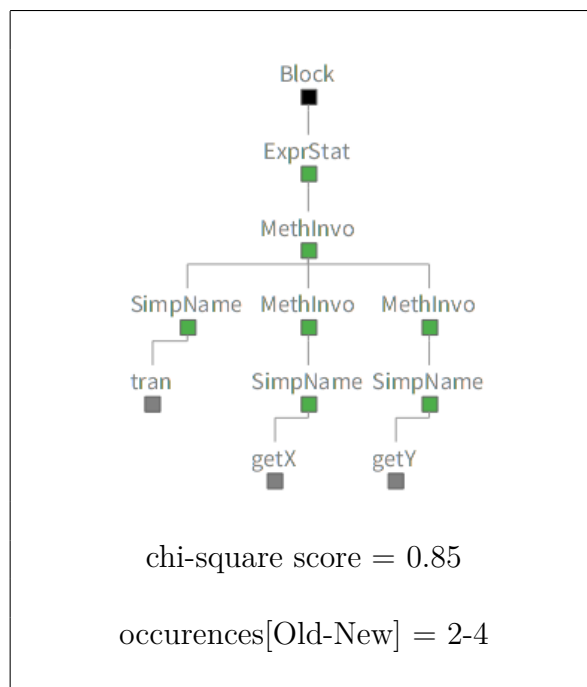 Block
ExprStat
MethInvo
SimpName MethInvo MethInvo
tran SimpName SimpName
getX getY
chi-square score = 0.85
occurences[Old-New] = 2-4